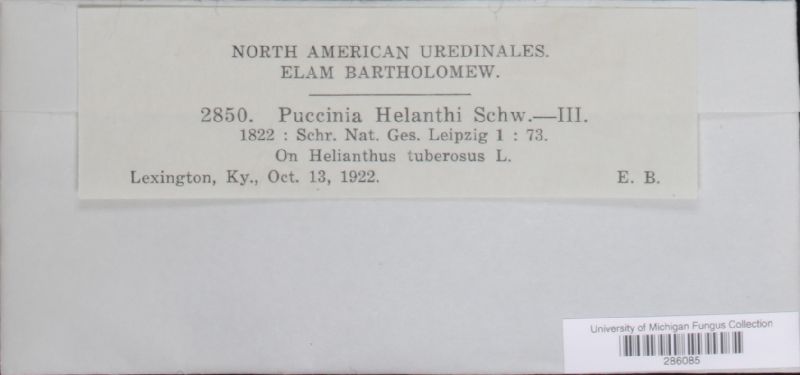 NORTH AMERICAN UREDINALES.
ELAM BARTHOLOMEW.
2850. Puccinia Helanthi Schw.—III.
1822 : Schr. Nat. Ges. Leipzig 1 : 73.
On Helianthus tuberosus L.
Lexington, Ky., Oct. 13, 1922. E. B.
University of Michigan Fungus Collection
286085